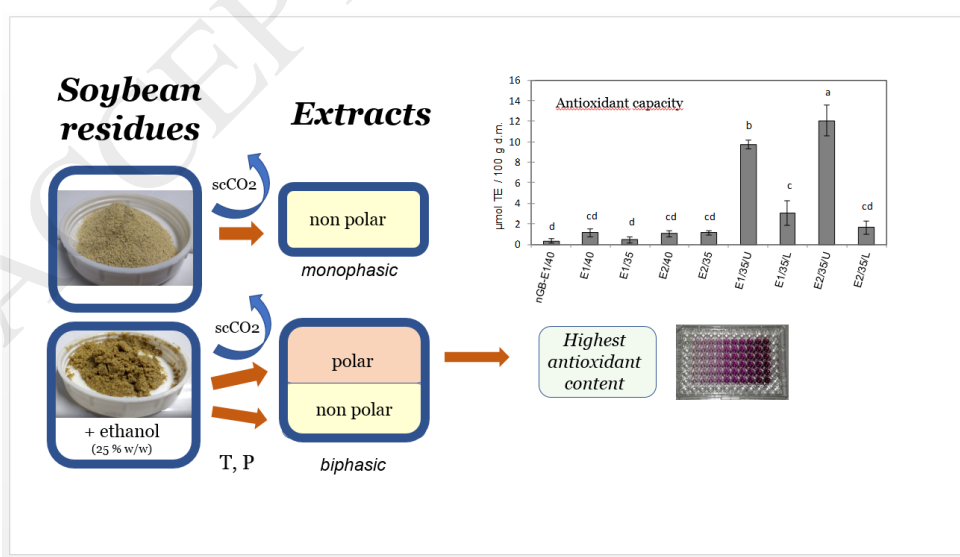 ACCEP
Soybean
residues
Extracts
scCO2
non polar
monophasic
scCO2
polar
non polar
biphasic
+ ethanol
(25 % w/w)
T, P
Antioxidant capacity
µmol TE / 100 g d.m.
16
14
12
10
8
6
4
2
0
d
cd
d
cd
cd
b
c
a
cd
nGB-E1/40
E1/40
E1/35
E2/40
E2/35
E1/35/U
E1/35/L
E2/35/U
E2/35/L
Highest
antioxidant
content